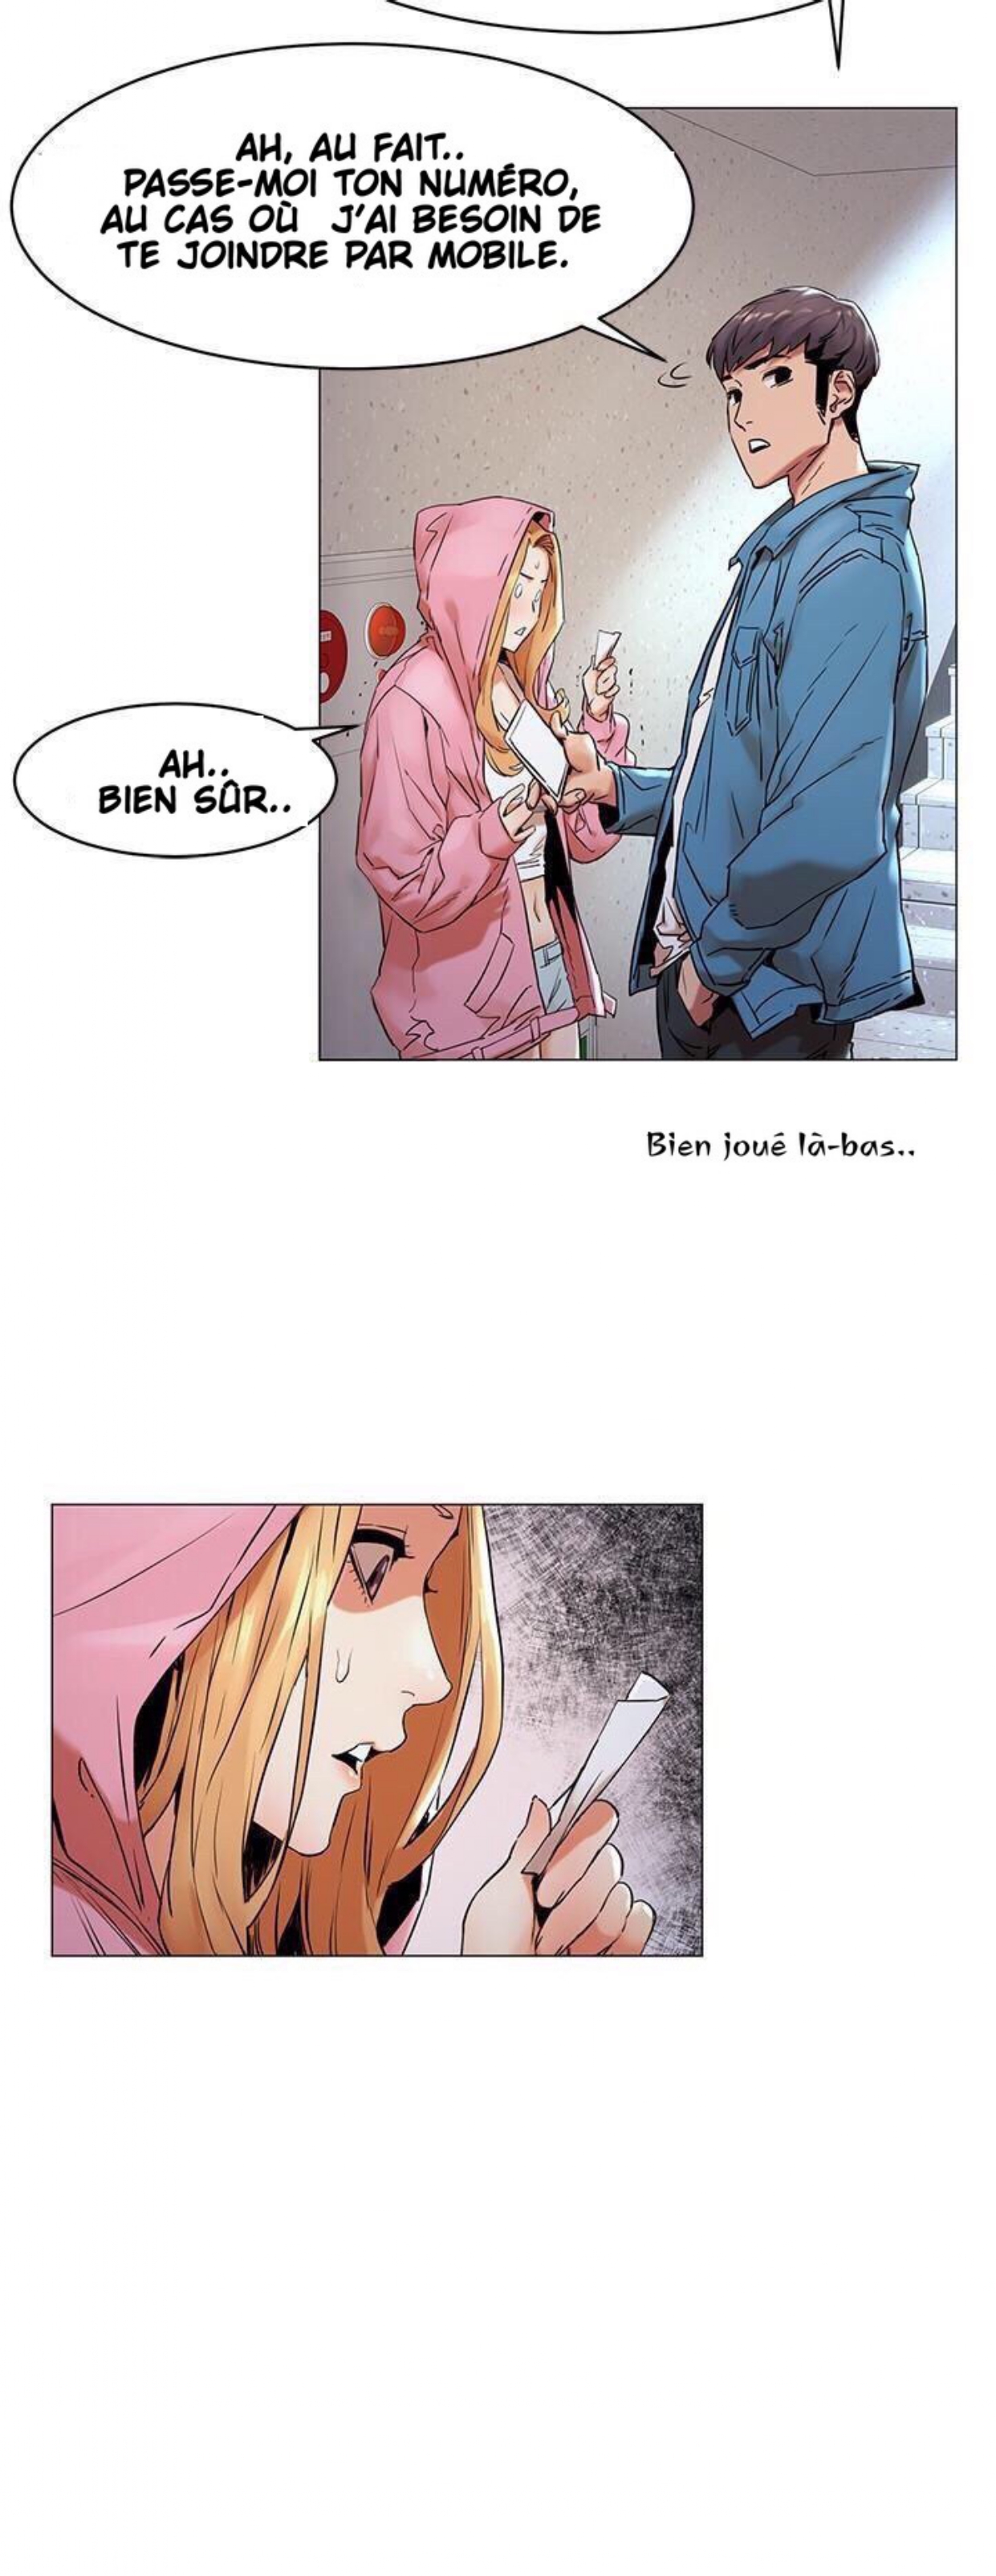 AH, AU FAIT..
PASSE-MOI TON NUMÉRO,
AU CAS OÙ J'AI BESOIN DE
TE JOINDRE PAR MOBILE.
AH..
BIEN SÛR..
Bien joué là-bas..